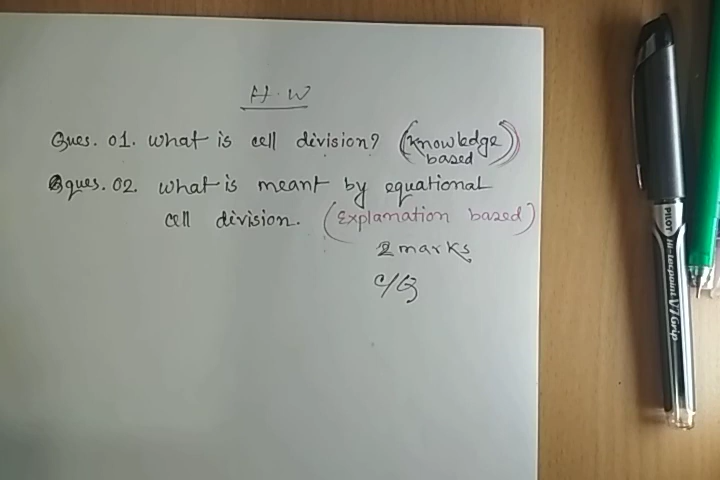 H.W
Ques. 01. What is cell division? (Knowledge based)
Ques. 02. What is meant by equational
cell division. (Explanation based)
2 marks
C/Q
PILOT Hi-Tecpoint V7 Grip